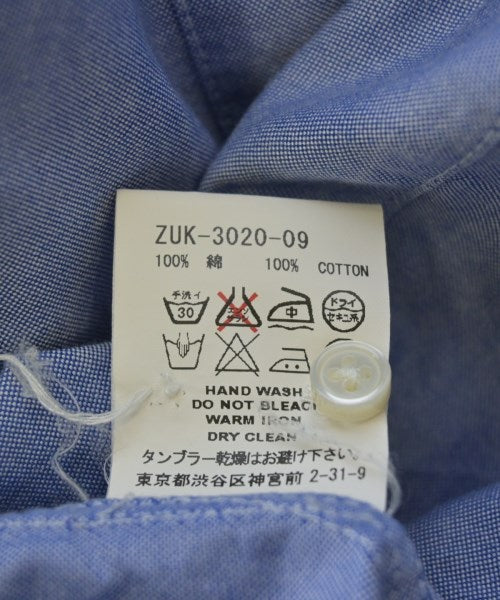 ZUK-3020-09
100% 綿 100% COTTON
手洗イ ドライ
30 中 セキユ系
HAND WASH
DO NOT BLEACH
WARM IRON
DRY CLEAN
タンブラー乾燥はお避け下さい。
東京都渋谷区神宮前 2-31-9